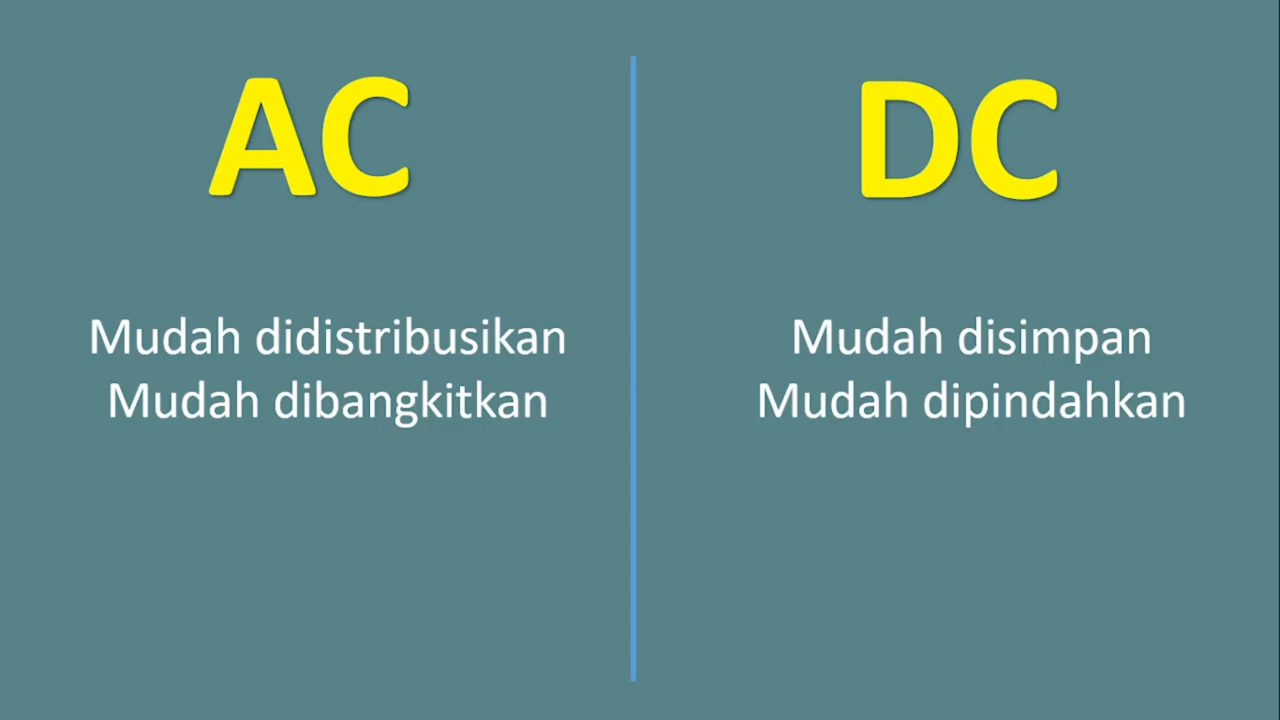 AC
Mudah didistribusikan
Mudah dibangkitkan
DC
Mudah disimpan
Mudah dipindahkan